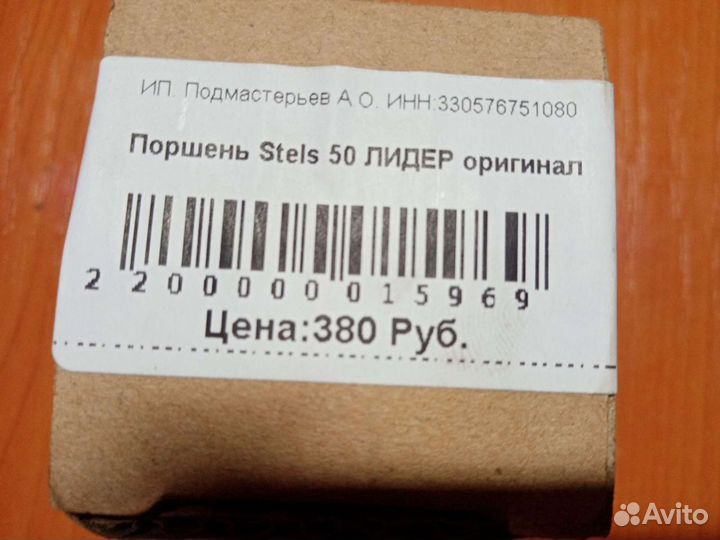 ИП. Подмастерьев А.О. ИНН:330576751080
Поршень Stels 50 ЛИДЕР оригинал
2 200000 015969
Цена:380 Руб.
Avito